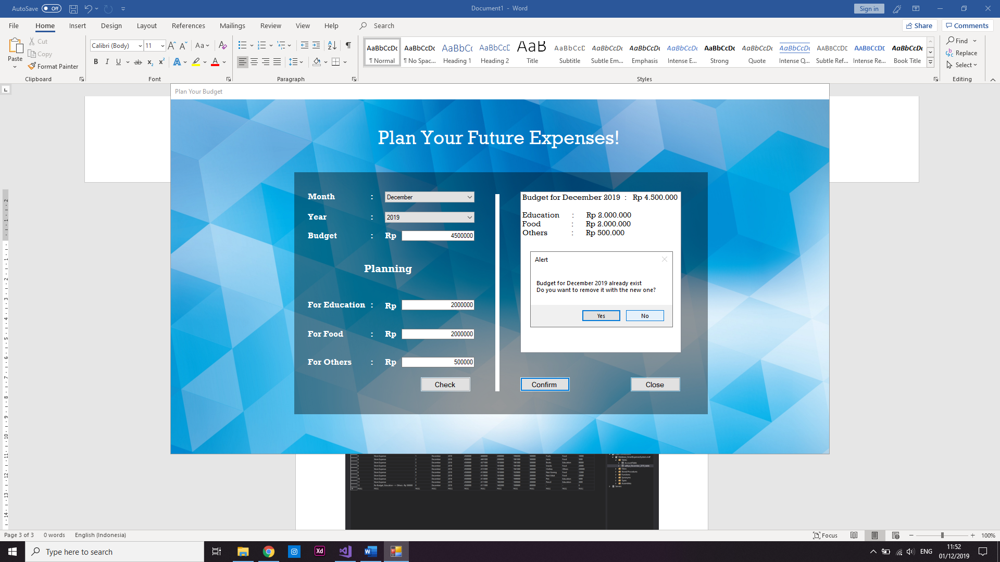 AutoSave Off
Document1 - Word
Sign in
File Home Insert Design Layout References Mailings Review View Help Search
Share Comments
Paste
Cut
Copy
Format Painter
Clipboard
Calibri (Body) 11
Font
Paragraph
AaBbCcDc AaBbCcDc AaBbCc AaBbCcD AaB AaBbCcD AaBbCcDc AaBbCcDc AaBbCcDc AaBbCcDc AaBbCcDc AaBbCcDc AABBCCDD AABBCCDD AaBbCcDc
¶ Normal ¶ No Spac... Heading 1 Heading 2 Title Subtitle Subtle Em... Emphasis Intense E... Strong Quote Intense Q... Subtle Ref... Intense Re... Book Title
Styles
Find
Replace
Select
Editing
Plan Your Budget
Plan Your Future Expenses!
Month : December
Year : 2019
Budget : Rp 4500000
Planning
For Education : Rp 2000000
For Food : Rp 2000000
For Others : Rp 500000
Check
Budget for December 2019 : Rp 4.500.000
Education : Rp 2.000.000
Food : Rp 2.000.000
Others : Rp 500.000
Alert
Budget for December 2019 already exist
Do you want to remove it with the new one?
Yes No
Confirm Close
Page 3 of 3 0 words English (Indonesia)
Focus
100%
Type here to search
Xd
ENG
11:52
01/12/2019